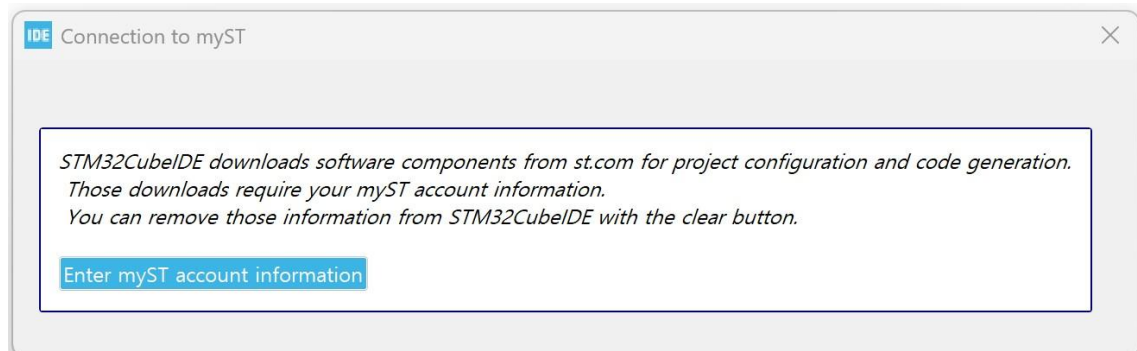 IDE Connection to myST
STM32CubeIDE downloads software components from st.com for project configuration and code generation.
Those downloads require your myST account information.
You can remove those information from STM32CubeIDE with the clear button.
Enter myST account information